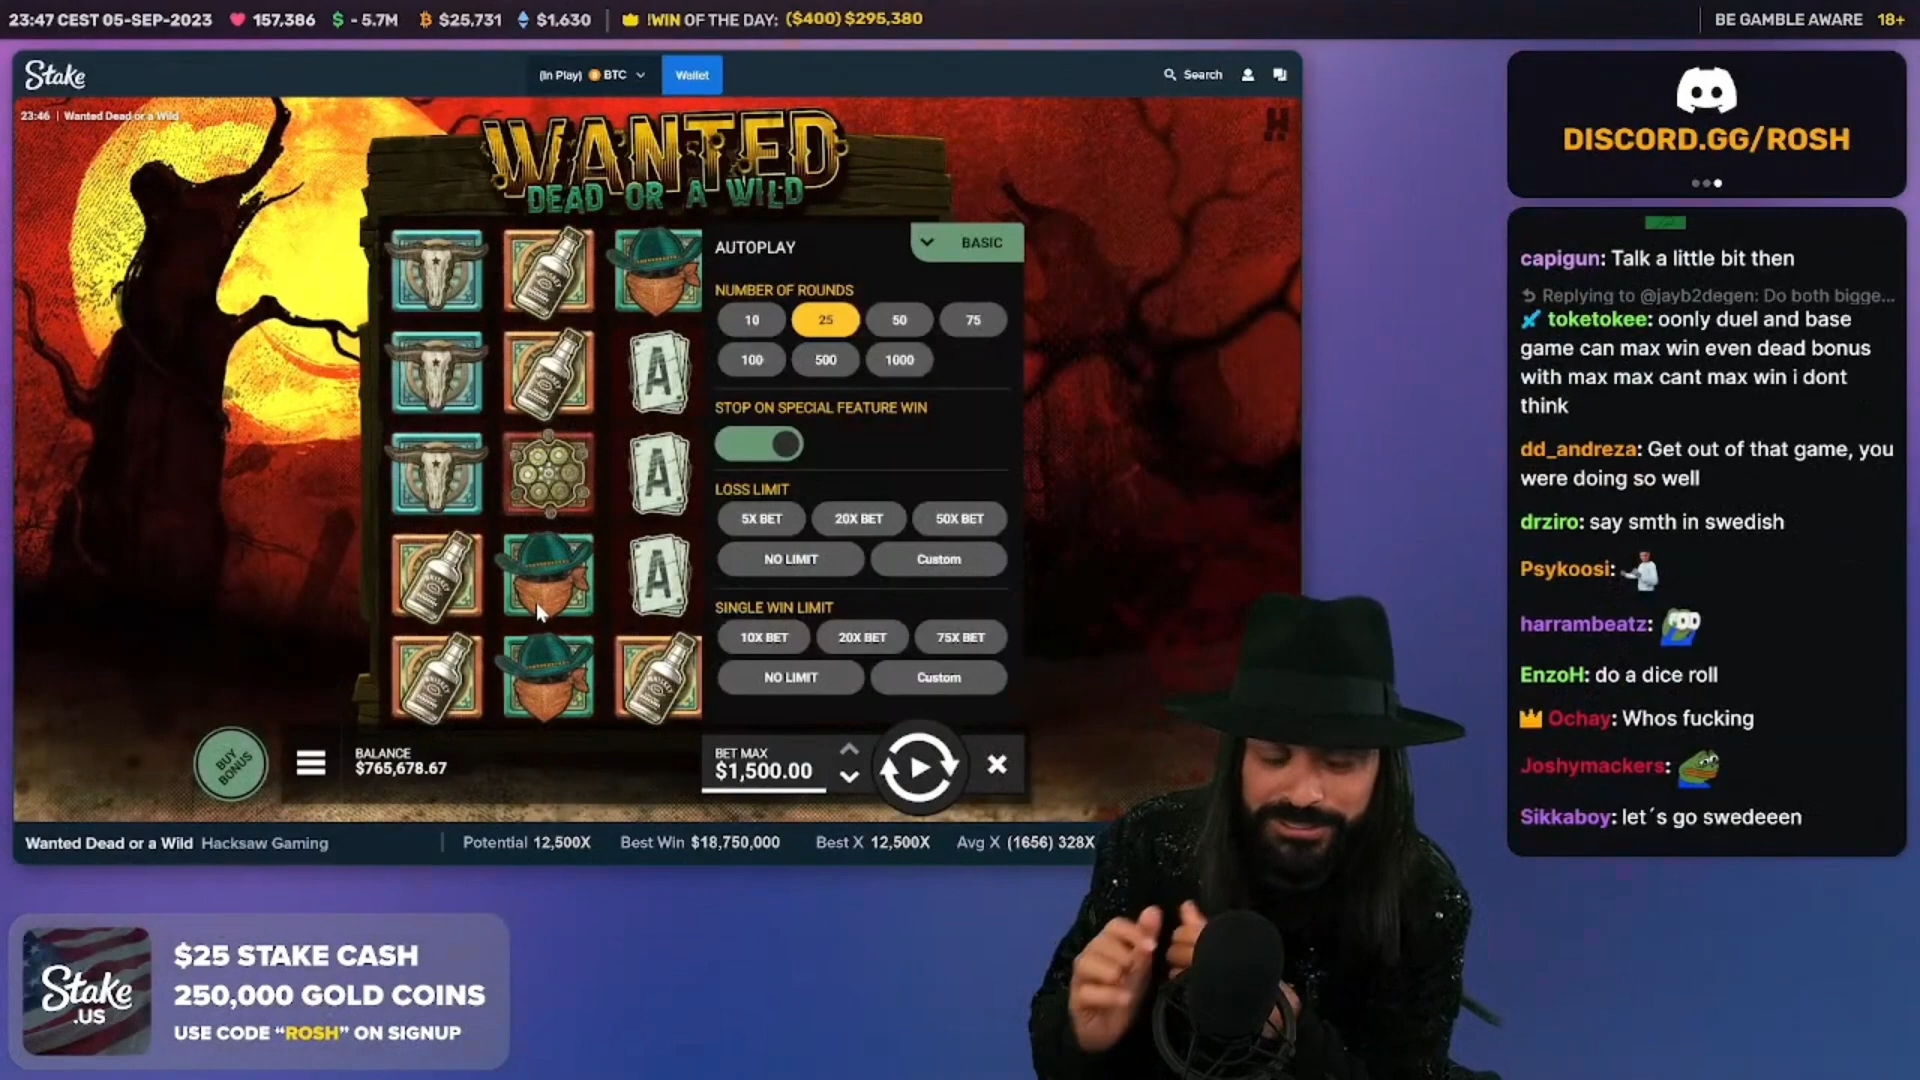 23:47 CEST 05-SEP-2023 157,386 $ - 5.7M $25,731 $1,630 !WIN OF THE DAY: ($400) $295,380
BE GAMBLE AWARE 18+
Stake
(In Play) BTC
Wallet
Search
23:46 | Wanted Dead or a Wild
WANTED
DEAD OR A WILD
AUTOPLAY
BASIC
NUMBER OF ROUNDS
10 25 50 75
100 500 1000
STOP ON SPECIAL FEATURE WIN
LOSS LIMIT
5X BET 20X BET 50X BET
NO LIMIT Custom
SINGLE WIN LIMIT
10X BET 20X BET 75X BET
NO LIMIT Custom
WHISKEY
WHISKEY
A
A
WHISKEY
A
WHISKEY
WHISKEY
BUY
BONUS
BALANCE
$765,678.67
BET MAX
$1,500.00
Wanted Dead or a Wild Hacksaw Gaming
Potential 12,500X Best Win $18,750,000 Best X 12,500X Avg X (1656) 328X
Stake
.US
$25 STAKE CASH
250,000 GOLD COINS
USE CODE “ROSH” ON SIGNUP
DISCORD.GG/ROSH
capigun: Talk a little bit then
Replying to @jayb2degen: Do both bigge...
toketokee: oonly duel and base
game can max win even dead bonus
with max max cant max win i dont
think
dd_andreza: Get out of that game, you
were doing so well
drziro: say smth in swedish
Psykoosi:
harrambeatz:
EnzoH: do a dice roll
Ochay: Whos fucking
Joshymackers:
Sikkaboy: let´s go swedeeen